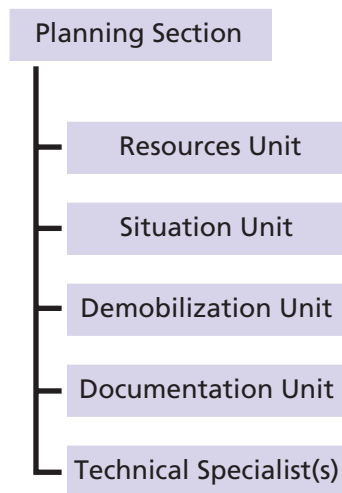 Planning Section
Resources Unit
Situation Unit
Demobilization Unit
Documentation Unit
Technical Specialist(s)